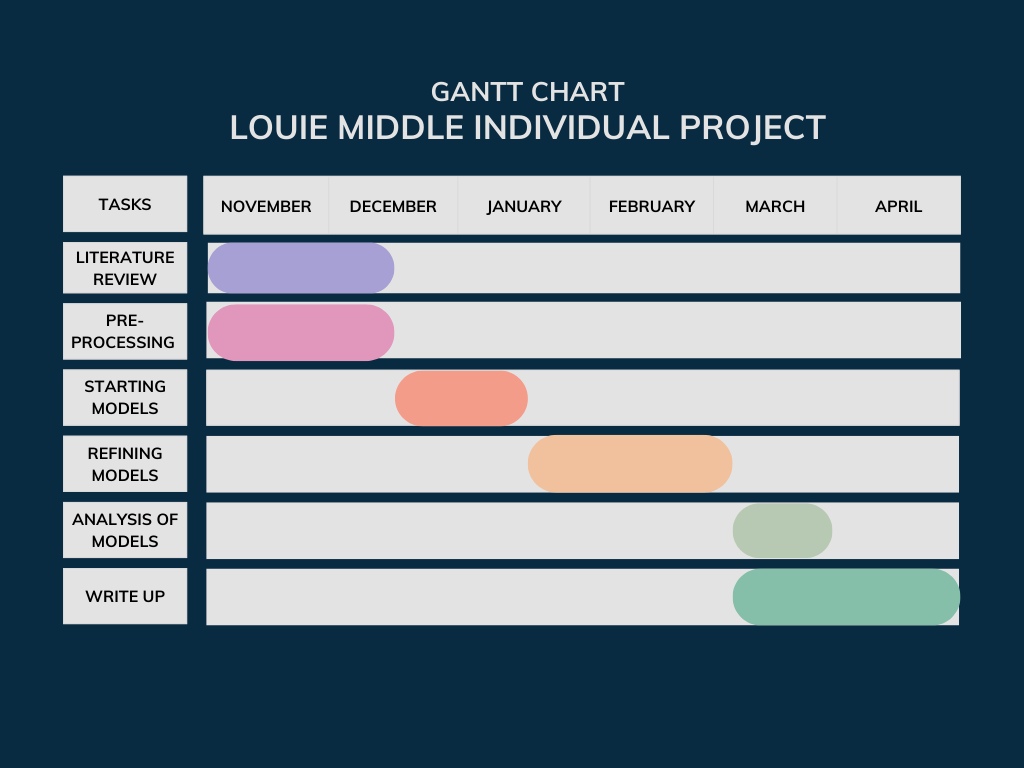 GANTT CHART
LOUIE MIDDLE INDIVIDUAL PROJECT
TASKS
NOVEMBER
DECEMBER
JANUARY
FEBRUARY
MARCH
APRIL
LITERATURE
REVIEW
PRE-
PROCESSING
STARTING
MODELS
REFINING
MODELS
ANALYSIS OF
MODELS
WRITE UP